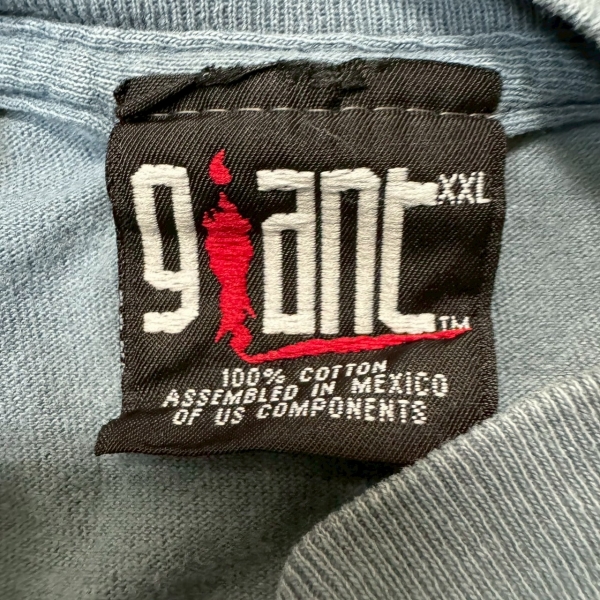 giant XXL
TM
100% COTTON
ASSEMBLED IN MEXICO
OF US COMPONENTS